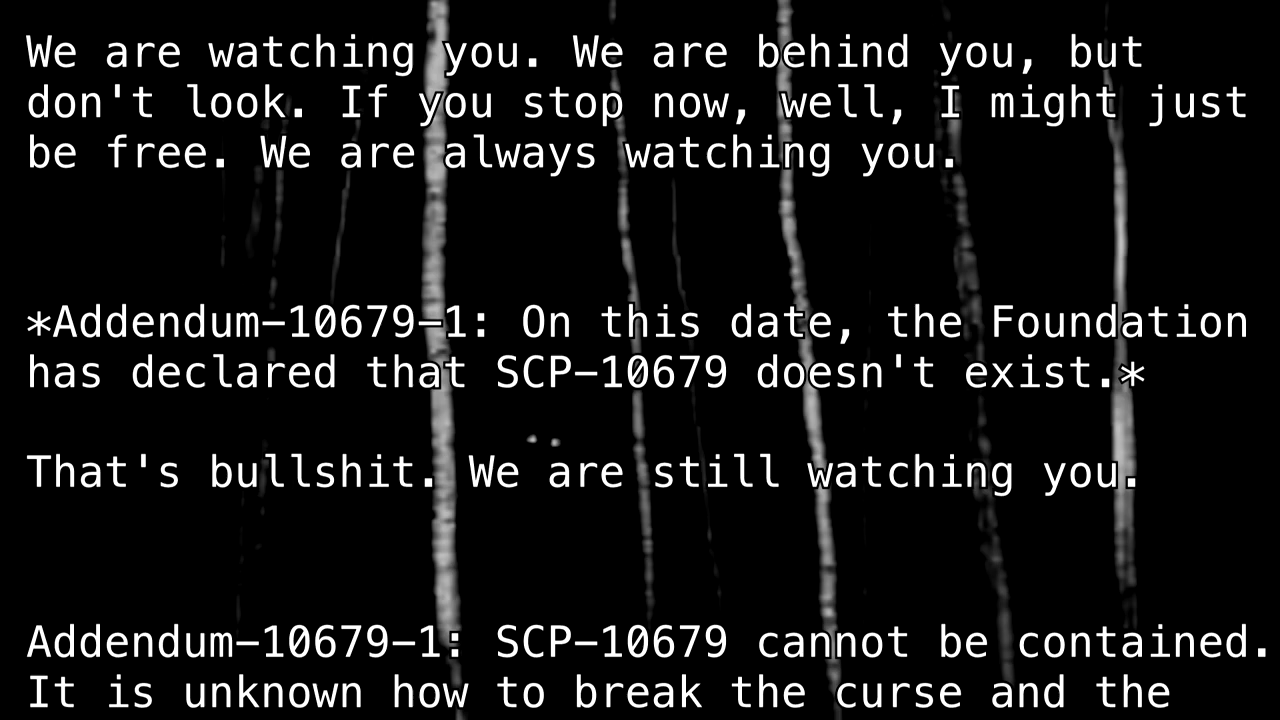 We are watching you. We are behind you, but
don't look. If you stop now, well, I might just
be free. We are always watching you.
*Addendum-10679-1: On this date, the Foundation
has declared that SCP-10679 doesn't exist.*
That's bullshit. We are still watching you.
Addendum-10679-1: SCP-10679 cannot be contained.
It is unknown how to break the curse and the